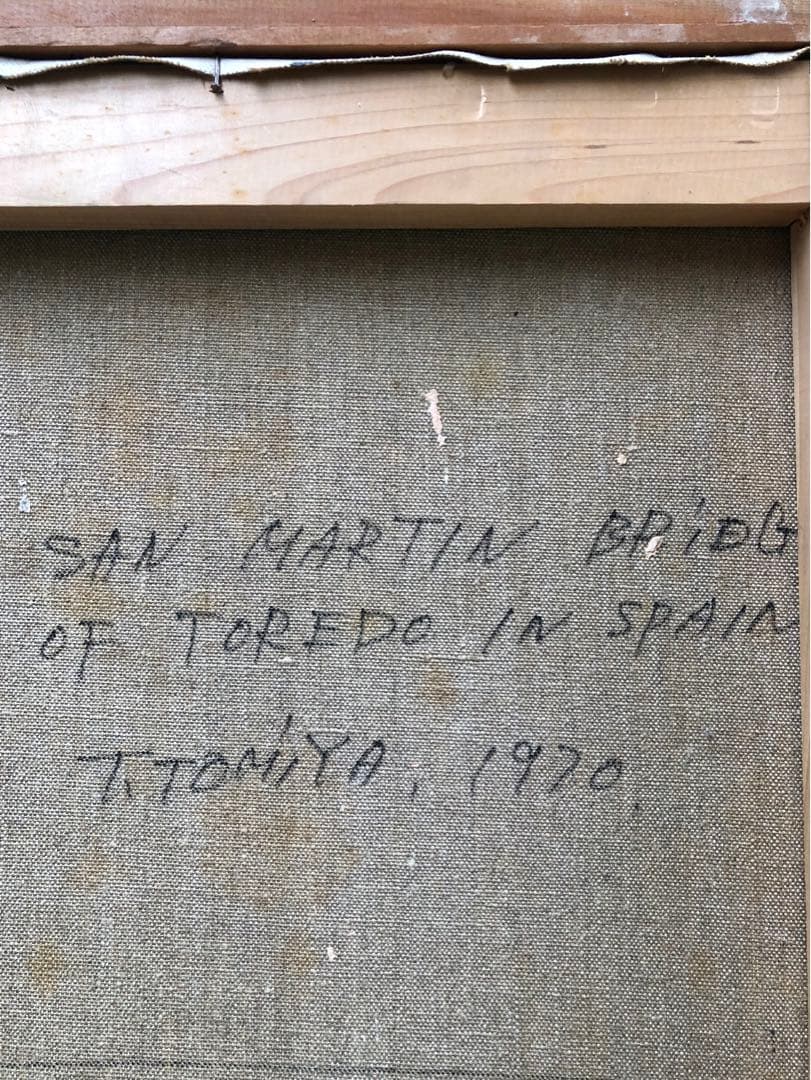 SAN MARTIN BRiDG
OF TOREDO IN SPAIN
T.TOMiYA. 1970.